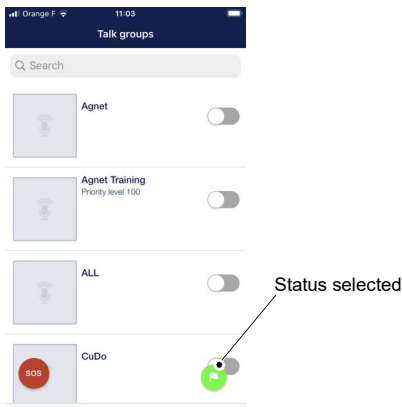 Orange F 11:03
Talk groups
Search
Agnet
Agnet Training
Priority level 100
ALL
Status selected
CuDo
SOS